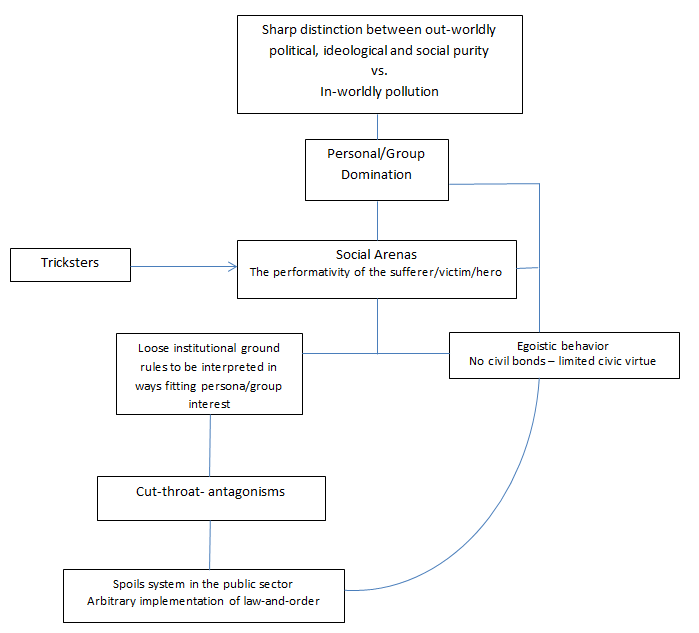 Sharp distinction between out-worldly
political, ideological and social purity
vs.
In-worldly pollution
Personal/Group
Domination
Tricksters
Social Arenas
The performativity of the sufferer/victim/hero
Loose institutional ground
rules to be interpreted in
ways fitting persona/group
interest
Egoistic behavior
No civil bonds – limited civic virtue
Cut-throat- antagonisms
Spoils system in the public sector
Arbitrary implementation of law-and-order